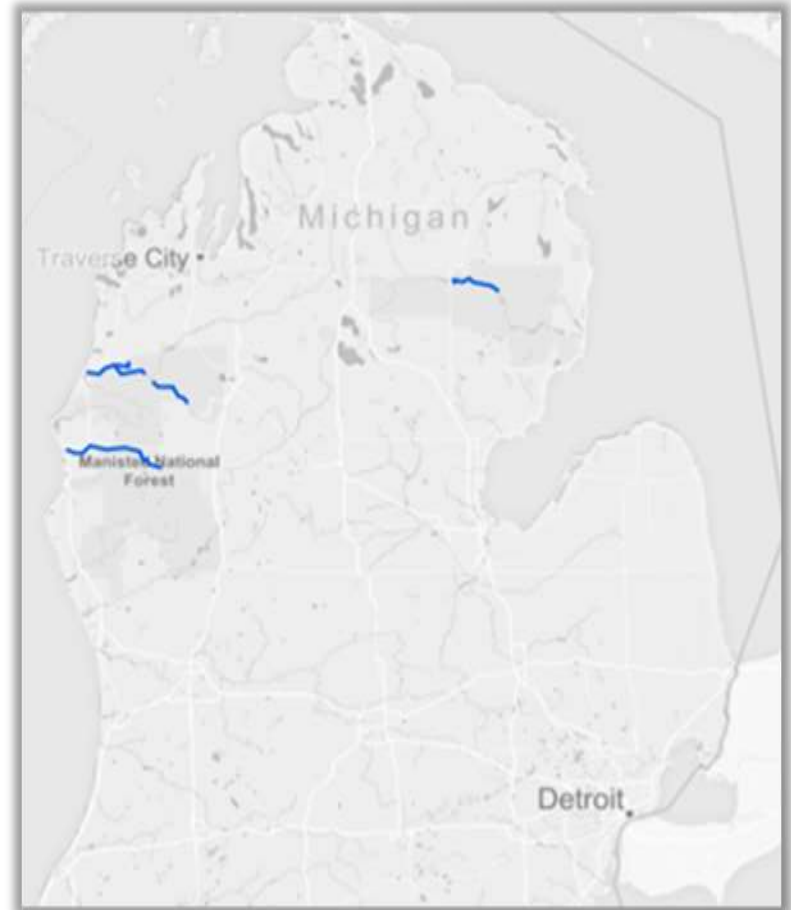 Michigan
Traverse City
Manistee National
Forest
Detroit